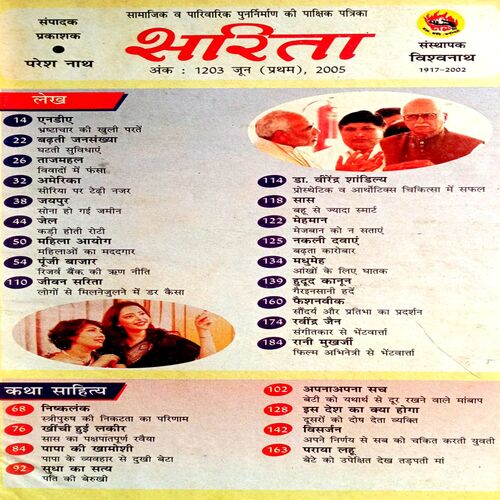 सामाजिक व पारिवारिक पुनर्निर्माण की पाक्षिक पत्रिका
संपादक
प्रकाशक
•
परेश नाथ
सरिता
अंक : 1203 जून (प्रथम), 2005
संस्थापक
विश्वनाथ
1917-2002
लेख
14 एनडीए
भ्रष्टाचार की खुली परतें
22 बढ़ती जनसंख्या
घटती सुविधाएं
26 ताजमहल
विवादों में फंसा
32 अमेरिका
सीरिया पर टेढ़ी नजर
38 जयपुर
सोना हो गई जमीन
44 जेल
कड़ी होती रोटी
50 महिला आयोग
महिलाओं का मददगार
54 पूंजी बाजार
रिजर्व बैंक की ऋण नीति
110 जीवन सरिता
लोगों से मिलनेजुलने में डर कैसा
114 डा. वीरेंद्र शांडिल्य
प्रोस्थेटिक व आर्थोटिक्स चिकित्सा में सफल
118 सास
बहू से ज्यादा स्मार्ट
122 मेहमान
मेजबान को न सताएं
125 नकली दवाएं
बढ़ता कारोबार
134 मधुमेह
आंखों के लिए घातक
139 हुदूद कानून
गैरइनसानी हदें
160 फैशनवीक
सौंदर्य और प्रतिभा का प्रदर्शन
174 रवींद्र जैन
संगीतकार से भेंटवार्त्ता
184 रानी मुखर्जी
फिल्म अभिनेत्री से भेंटवार्त्ता
कथा साहित्य
68 निष्कलंक
स्त्रीपुरुष की निकटता का परिणाम
76 खींची हुई लकीर
सास का पक्षपातपूर्ण रवैया
84 पापा की खामोशी
पापा के व्यवहार से दुखी बेटा
92 सुधा का सत्य
पति की बेरुखी
102 अपनाअपना सच
बेटी को यथार्थ से दूर रखने वाले मांबाप
128 इस देश का क्या होगा
दूसरों को दोष देता व्यक्ति
142 विसर्जन
अपने निर्णय से सब को चकित करती युवती
163 पराया लहू
बेटे को उपेक्षित देख तड़पती मां